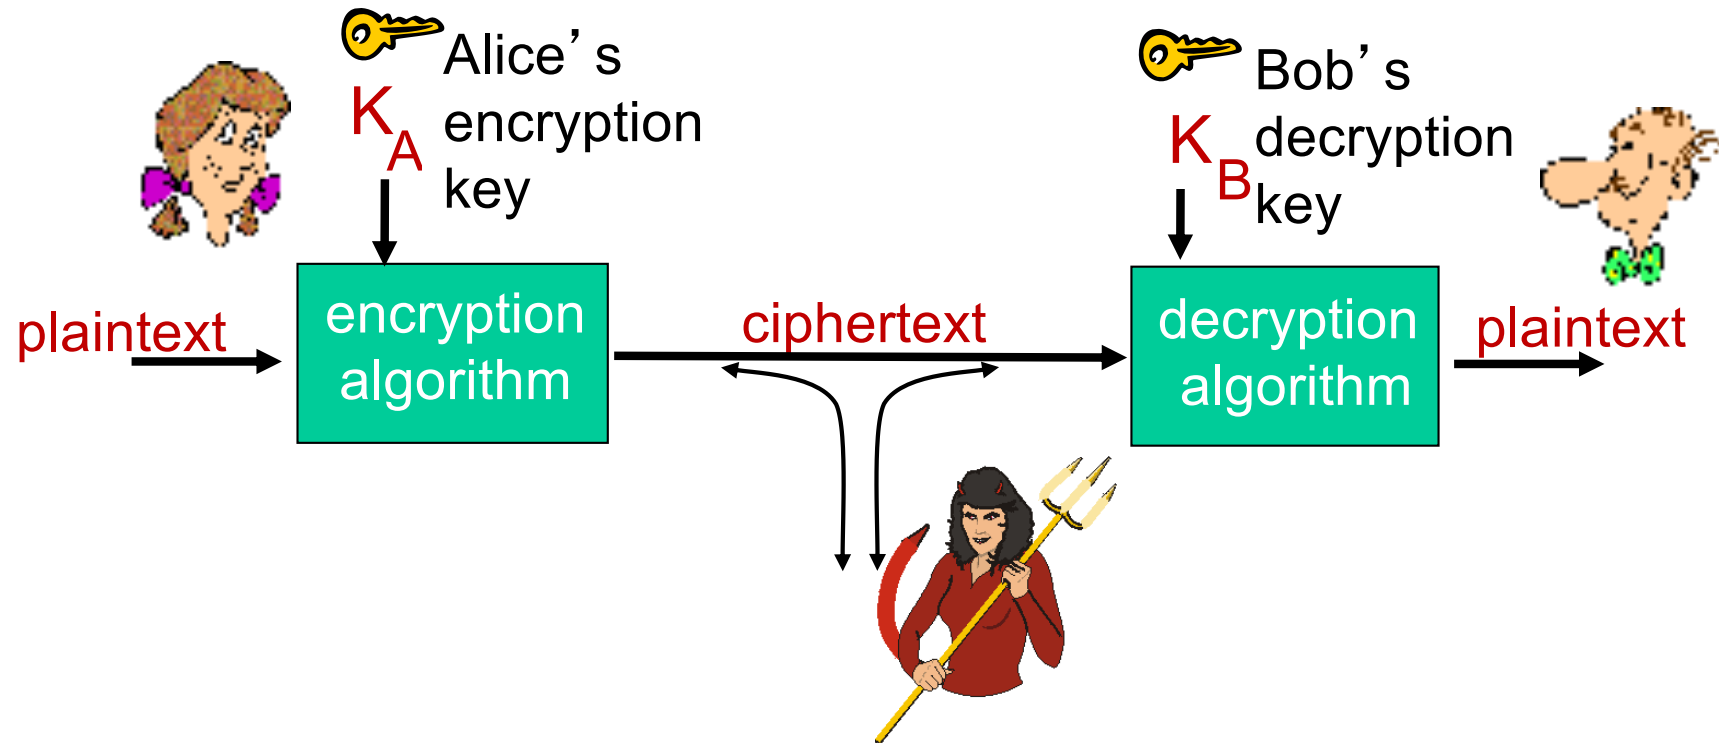 Alice’s
encryption
key
K
A
Bob’s
decryption
key
K
B
plaintext
encryption
algorithm
ciphertext
decryption
algorithm
plaintext